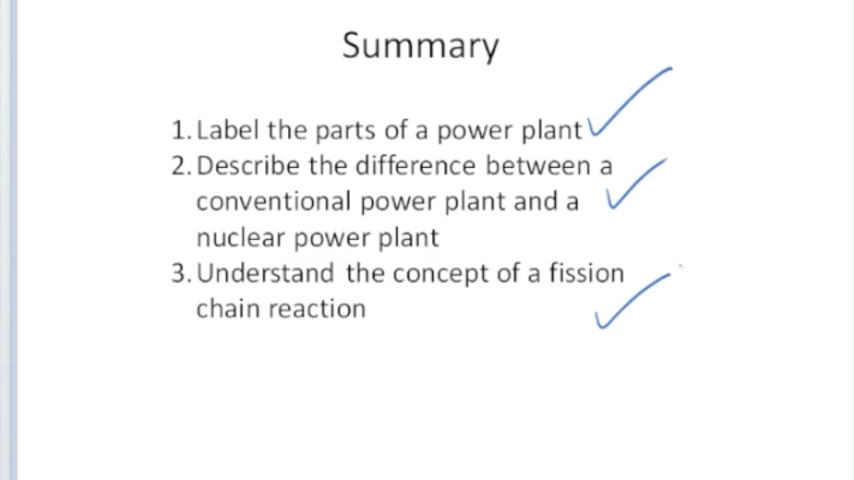 Summary
1. Label the parts of a power plant
2. Describe the difference between a
conventional power plant and a
nuclear power plant
3. Understand the concept of a fission
chain reaction